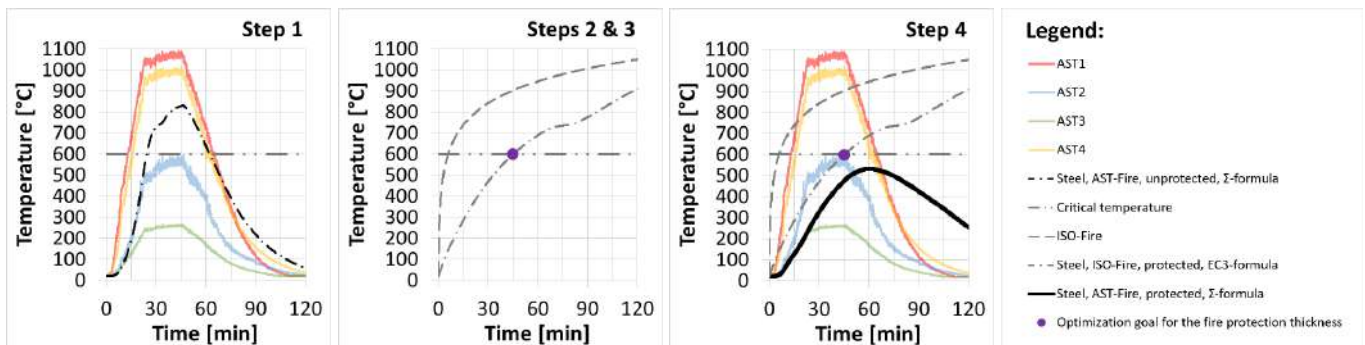 Step 1
1100
1000
900
800
700
600
500
400
300
200
100
0
Temperature [°C]
0 30 60 90 120
Time [min]
Steps 2 & 3
1100
1000
900
800
700
600
500
400
300
200
100
0
Temperature [°C]
0 30 60 90 120
Time [min]
Step 4
1100
1000
900
800
700
600
500
400
300
200
100
0
Temperature [°C]
0 30 60 90 120
Time [min]
Legend:
AST1
AST2
AST3
AST4
Steel, AST-Fire, unprotected, Σ-formula
Critical temperature
ISO-Fire
Steel, ISO-Fire, protected, EC3-formula
Steel, AST-Fire, protected, Σ-formula
Optimization goal for the fire protection thickness